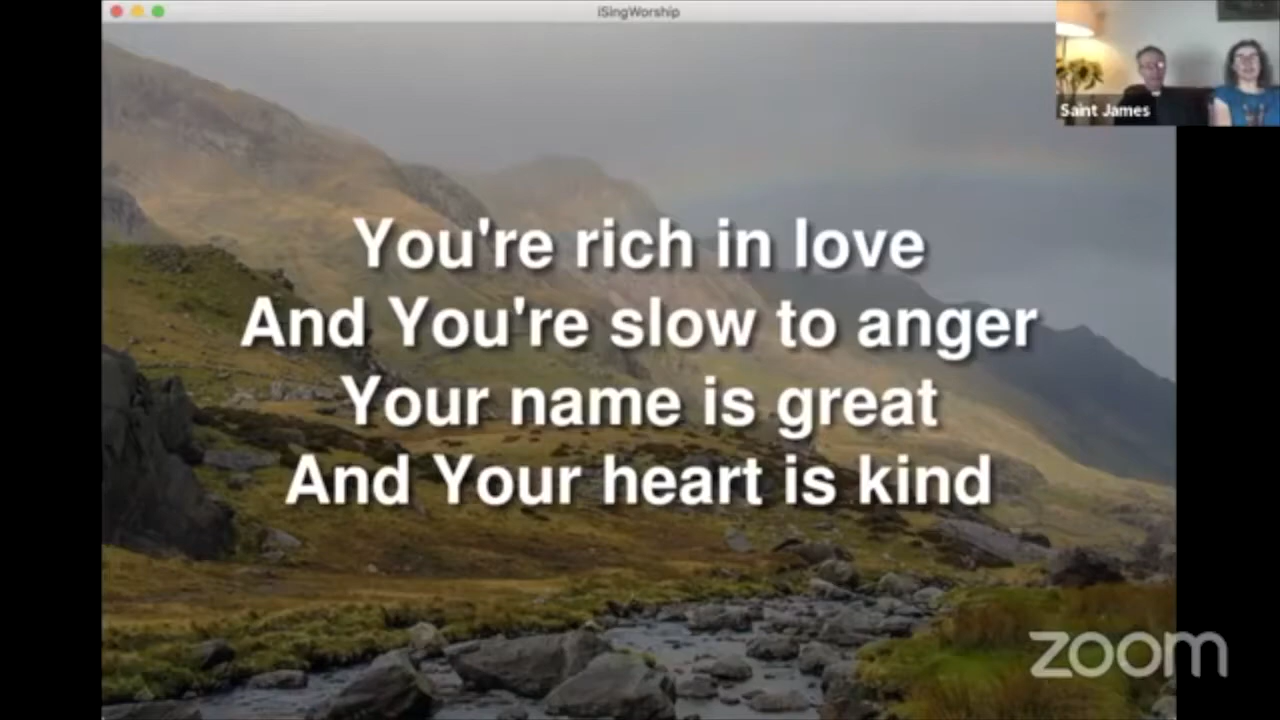 iSingWorship
Saint James
You're rich in love
And You're slow to anger
Your name is great
And Your heart is kind
zoom